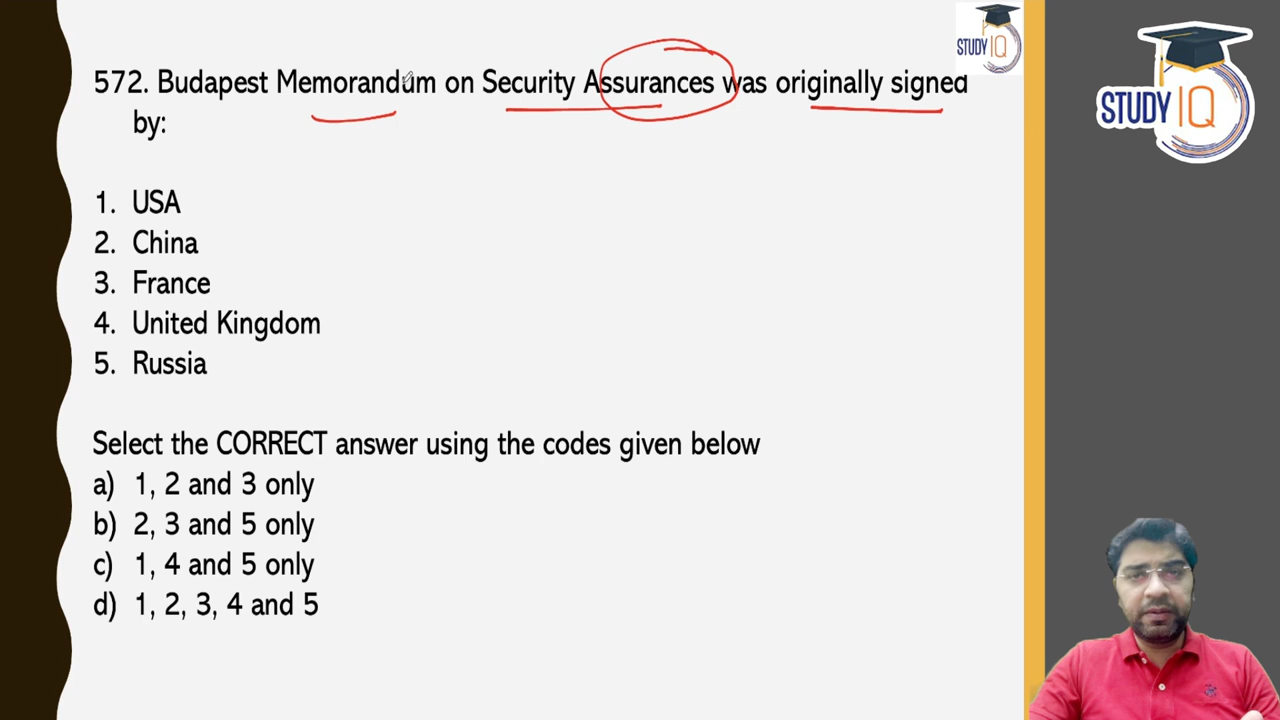 STUDY IQ
572. Budapest Memorandum on Security Assurances was originally signed
by:
STUDY IQ
1. USA
2. China
3. France
4. United Kingdom
5. Russia
Select the CORRECT answer using the codes given below
a) 1, 2 and 3 only
b) 2, 3 and 5 only
c) 1, 4 and 5 only
d) 1, 2, 3, 4 and 5